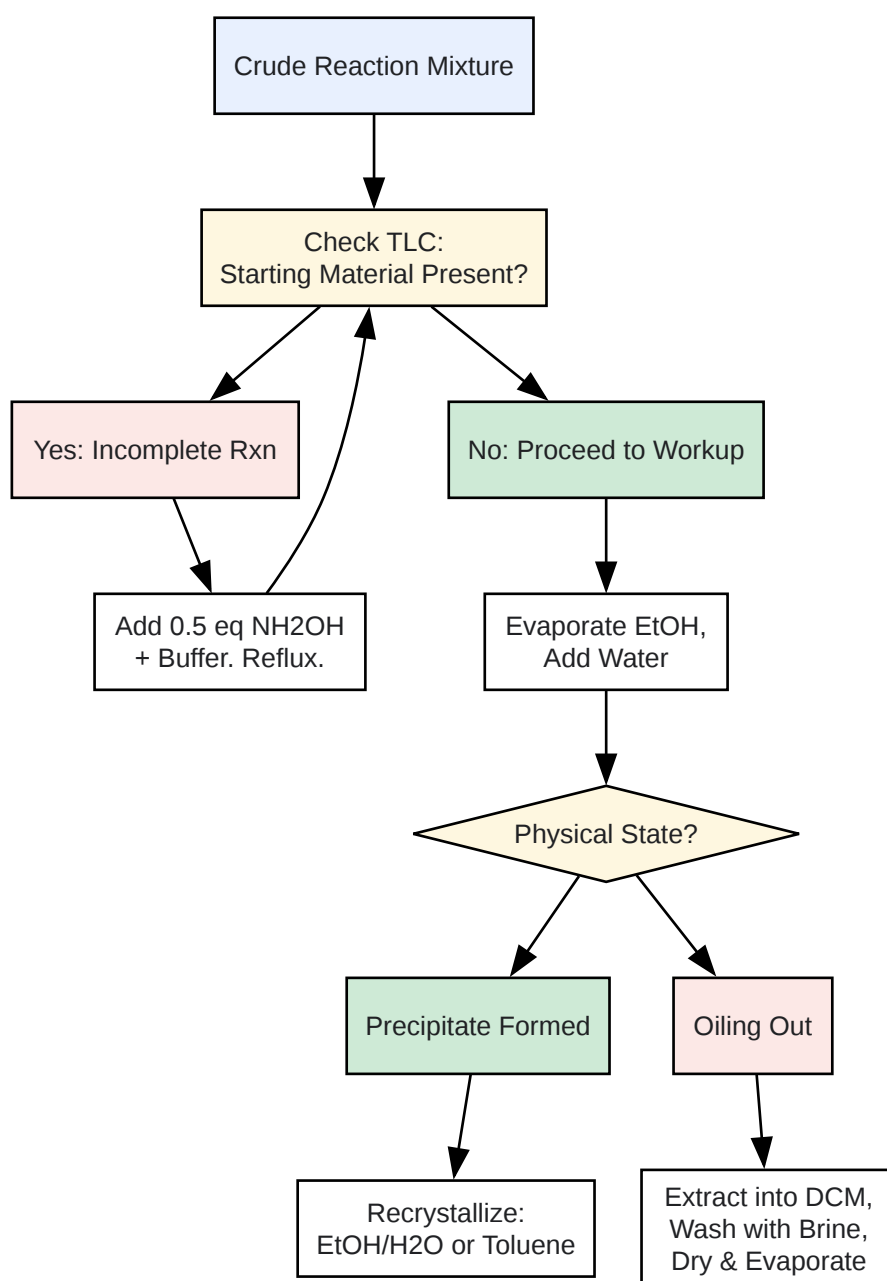 Crude Reaction Mixture
Check TLC:
Starting Material Present?
Yes: Incomplete Rxn
No: Proceed to Workup
Add 0.5 eq NH2OH
+ Buffer. Reflux.
Evaporate EtOH,
Add Water
Physical State?
Precipitate Formed
Oiling Out
Recrystallize:
EtOH/H2O or Toluene
Extract into DCM,
Wash with Brine,
Dry & Evaporate